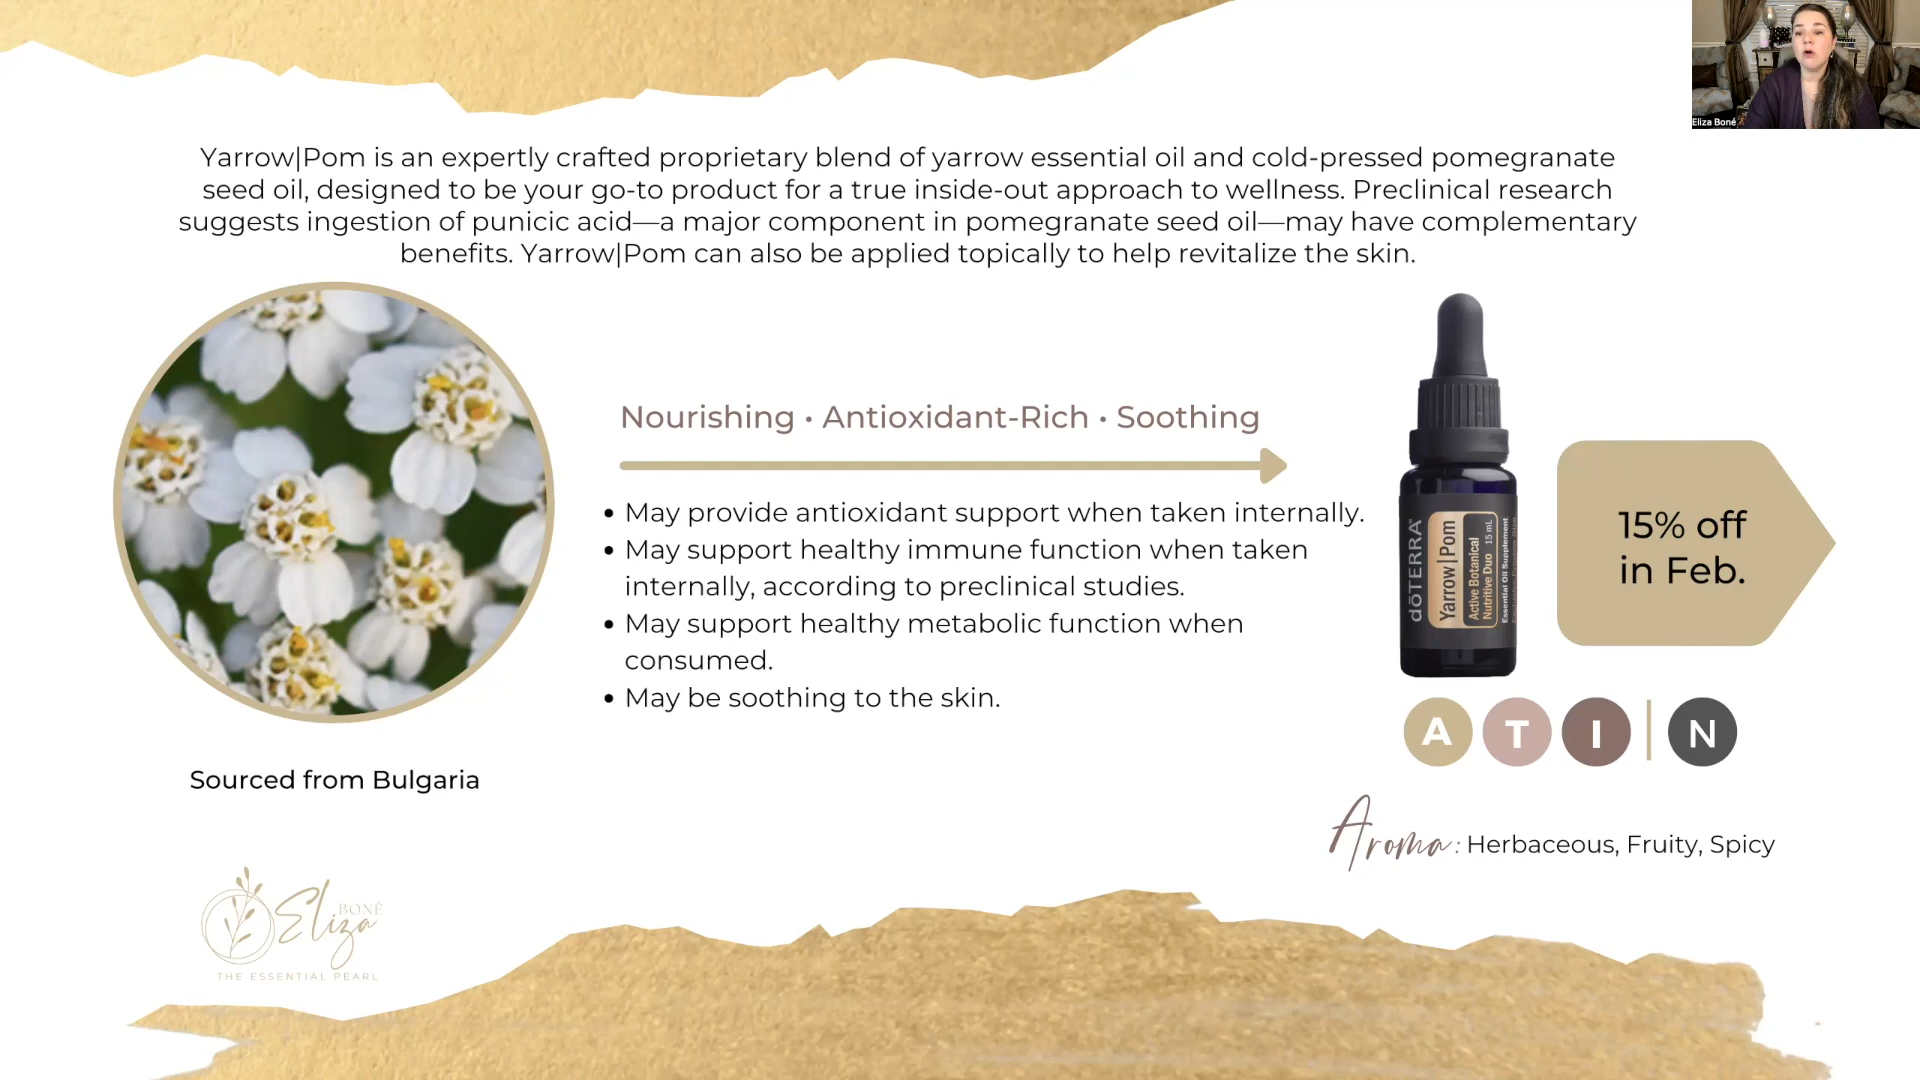 Eliza Boné
Yarrow|Pom is an expertly crafted proprietary blend of yarrow essential oil and cold-pressed pomegranate
seed oil, designed to be your go-to product for a true inside-out approach to wellness. Preclinical research
suggests ingestion of punicic acid—a major component in pomegranate seed oil—may have complementary
benefits. Yarrow|Pom can also be applied topically to help revitalize the skin.
Nourishing • Antioxidant-Rich • Soothing
• May provide antioxidant support when taken internally.
• May support healthy immune function when taken
internally, according to preclinical studies.
• May support healthy metabolic function when
consumed.
• May be soothing to the skin.
dōTERRA
Yarrow|Pom
Active Botanical
Nutritive Duo 15 mL
Essential Oil Supplement
15% off
in Feb.
A T I | N
Aroma: Herbaceous, Fruity, Spicy
Sourced from Bulgaria
Eliza
BONÉ
THE ESSENTIAL PEARL